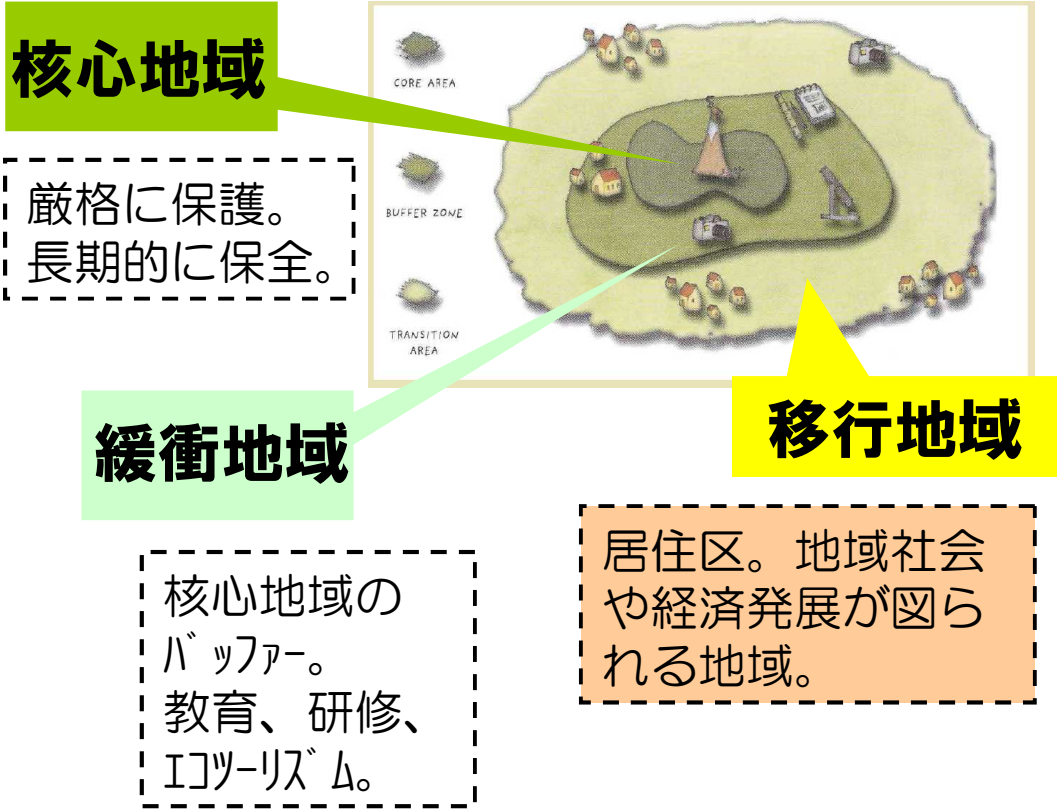 核心地域
厳格に保護。
長期的に保全。
CORE AREA
BUFFER ZONE
TRANSITION
AREA
緩衝地域
核心地域の
ﾊﾞｯﾌｧｰ。
教育、研修、
ｴｺﾂｰﾘｽﾞﾑ。
移行地域
居住区。地域社会
や経済発展が図ら
れる地域。